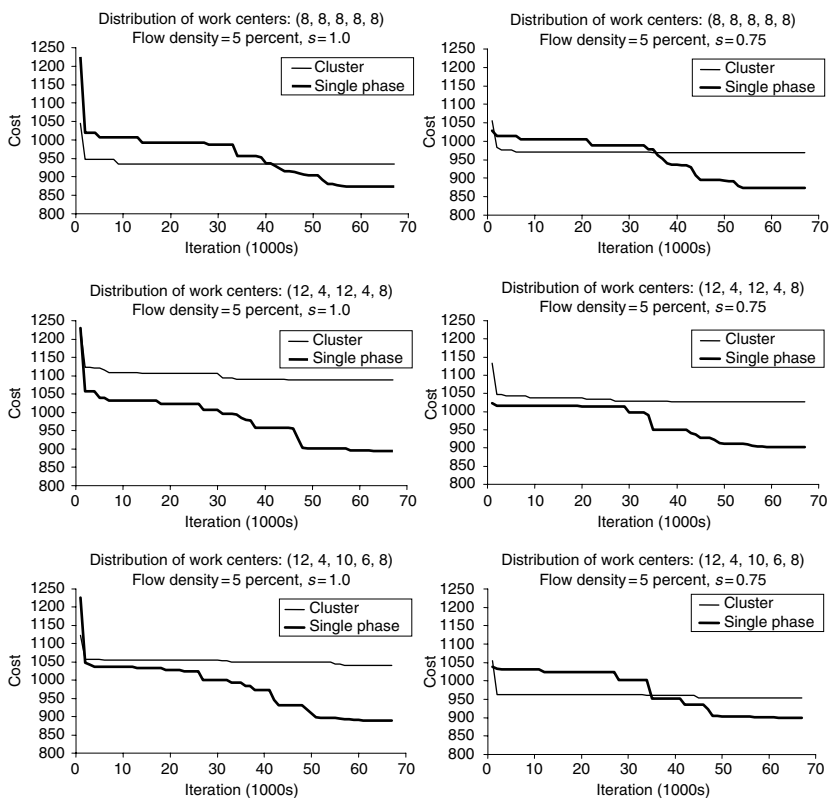 Distribution of work centers: (8, 8, 8, 8, 8)
Flow density=5 percent, s=1.0
1250
1200
1150
1100
1050
1000
950
900
850
800
Cost
Cluster
Single phase
0 10 20 30 40 50 60 70
Iteration (1000s)
Distribution of work centers: (8, 8, 8, 8, 8)
Flow density=5 percent, s=0.75
1250
1200
1150
1100
1050
1000
950
900
850
800
Cost
Cluster
Single phase
0 10 20 30 40 50 60 70
Iteration (1000s)
Distribution of work centers: (12, 4, 12, 4, 8)
Flow density=5 percent, s=1.0
1250
1200
1150
1100
1050
1000
950
900
850
800
Cost
Cluster
Single phase
0 10 20 30 40 50 60 70
Iteration (1000s)
Distribution of work centers: (12, 4, 12, 4, 8)
Flow density=5 percent, s=0.75
1250
1200
1150
1100
1050
1000
950
900
850
800
Cost
Cluster
Single phase
0 10 20 30 40 50 60 70
Iteration (1000s)
Distribution of work centers: (12, 4, 10, 6, 8)
Flow density=5 percent, s=1.0
1250
1200
1150
1100
1050
1000
950
900
850
800
Cost
Cluster
Single phase
0 10 20 30 40 50 60 70
Iteration (1000s)
Distribution of work centers: (12, 4, 10, 6, 8)
Flow density=5 percent, s=0.75
1250
1200
1150
1100
1050
1000
950
900
850
800
Cost
Cluster
Single phase
0 10 20 30 40 50 60 70
Iteration (1000s)